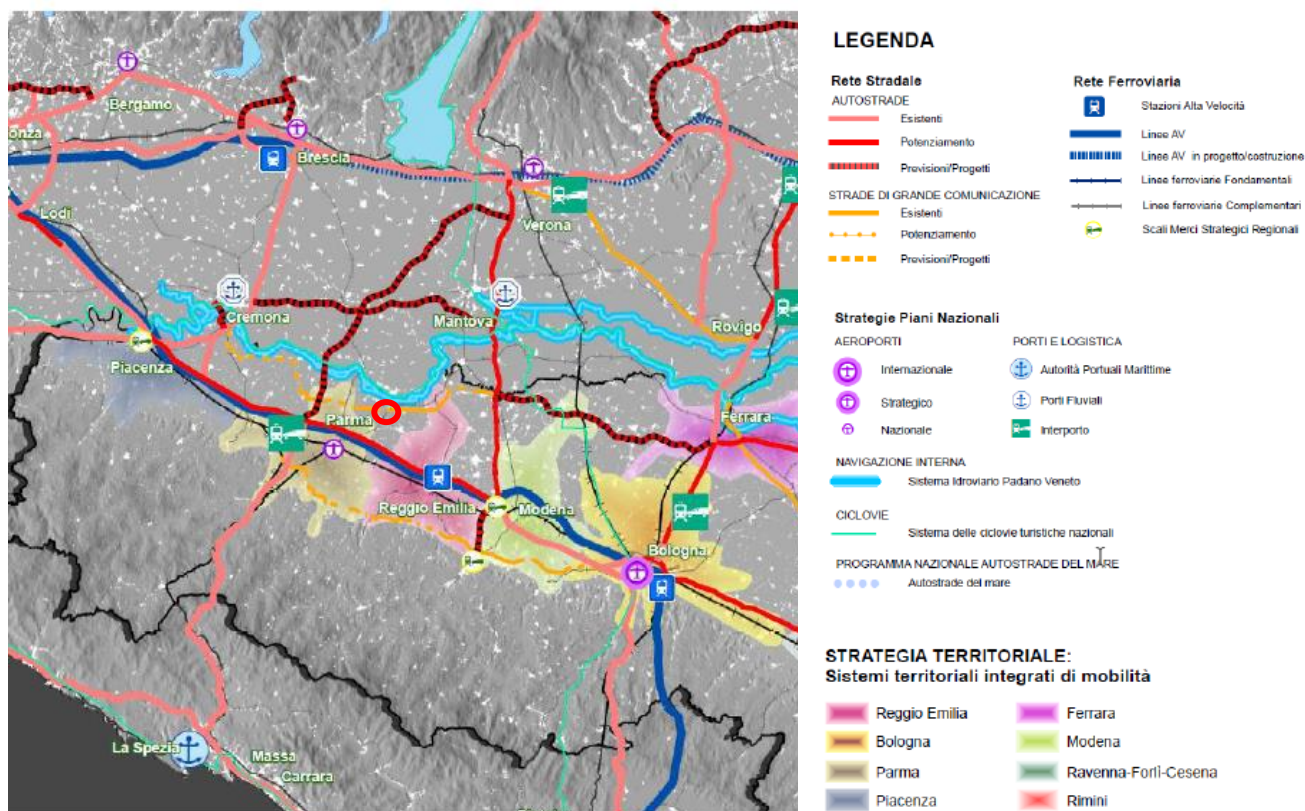 Bergamo
onza
Brescia
Lodi
Verona
Cremona
Mantova
Rovigo
Piacenza
Parma
Ferrara
Reggio Emilia
Modena
Bologna
La Spezia
Massa
Carrara
LEGENDA
Rete Stradale
AUTOSTRADE
Esistenti
Potenziamento
Previsioni/Progetti
STRADE DI GRANDE COMUNICAZIONE
Esistenti
Potenziamento
Previsioni/Progetti
Rete Ferroviaria
Stazioni Alta Velocità
Linee AV
Linee AV in progetto/costruzione
Linee ferroviarie Fondamentali
Linee ferroviarie Complementari
Scali Merci Strategici Regionali
Strategie Piani Nazionali
AEROPORTI
Internazionale
Strategico
Nazionale
PORTI E LOGISTICA
Autorità Portuali Marittime
Porti Fluviali
Interporto
NAVIGAZIONE INTERNA
Sistema Idroviario Padano Veneto
CICLOVIE
Sistema delle ciclovie turistiche nazionali
PROGRAMMA NAZIONALE AUTOSTRADE DEL MARE
Autostrade del mare
STRATEGIA TERRITORIALE:
Sistemi territoriali integrati di mobilità
Reggio Emilia
Bologna
Parma
Piacenza
Ferrara
Modena
Ravenna-Forlì-Cesena
Rimini